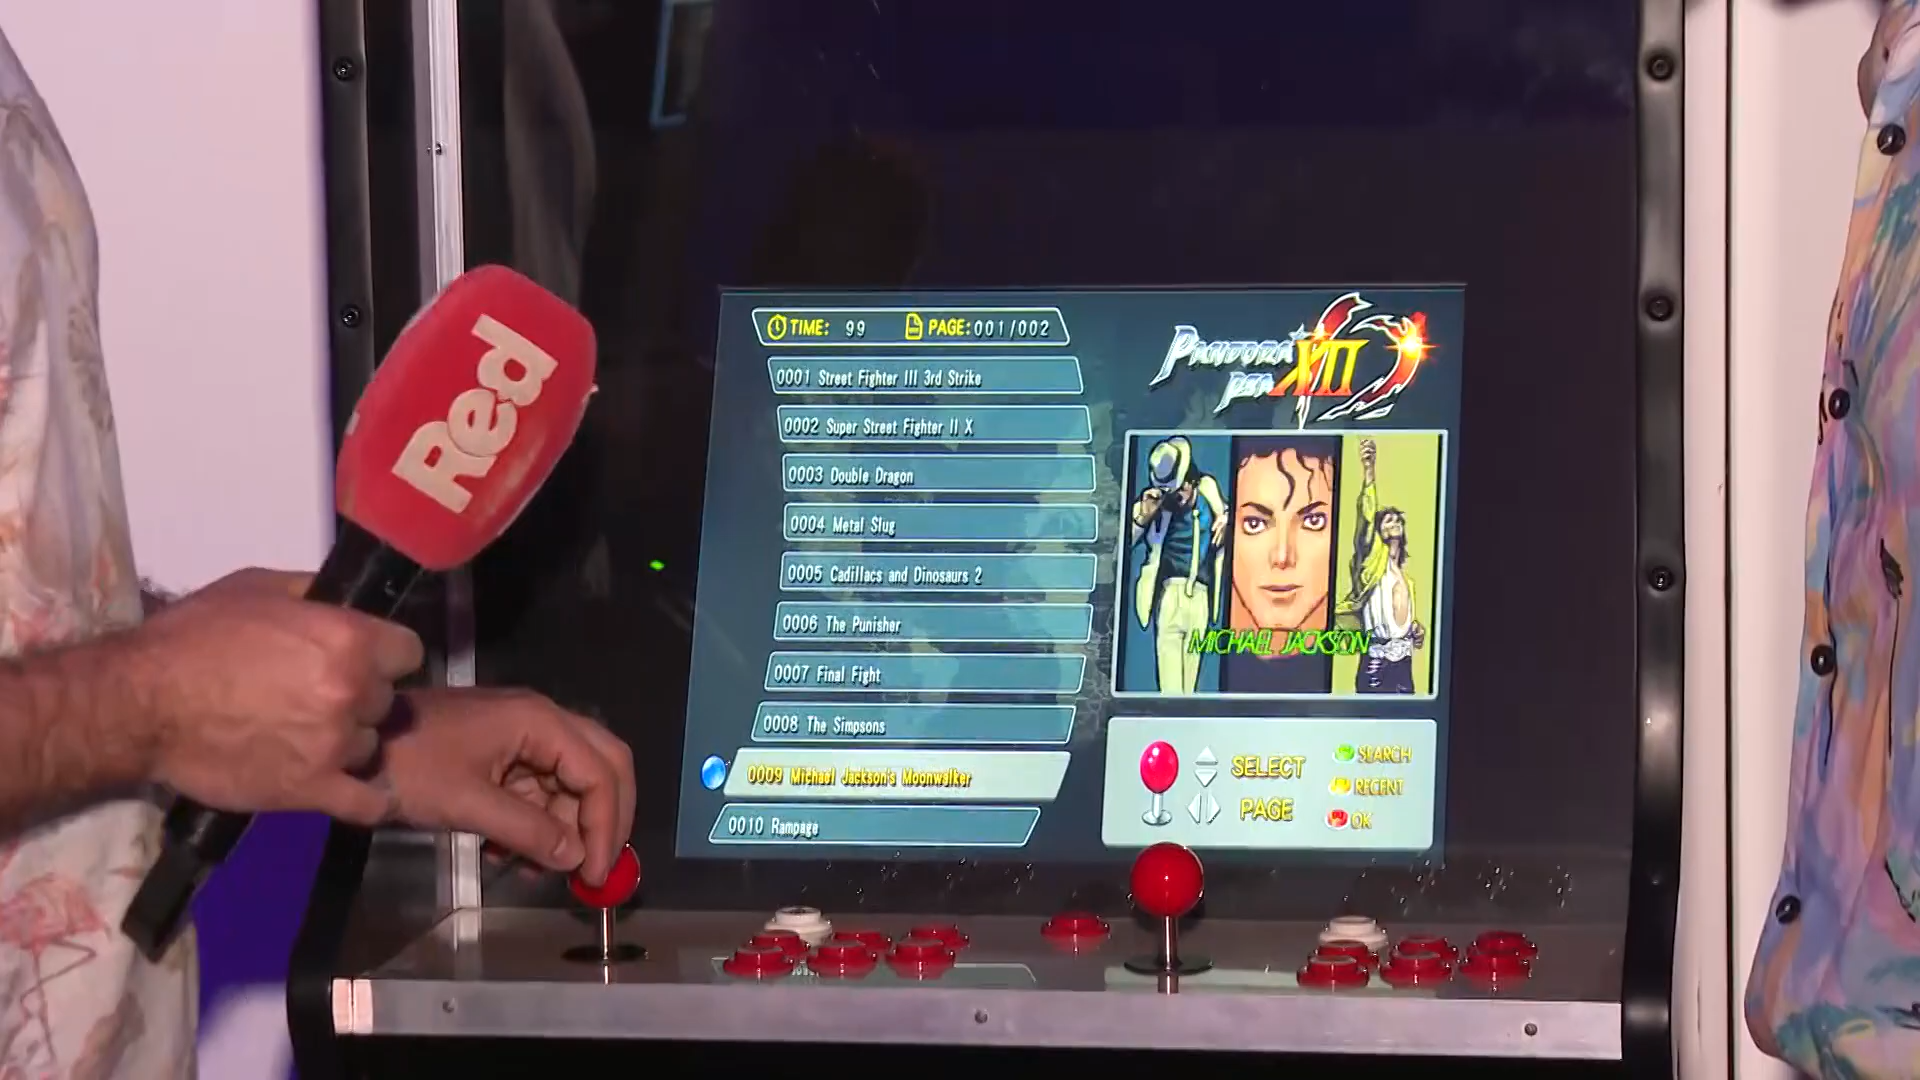 Red
TIME: 99 PAGE:001/002
0001 Street Fighter III 3rd Strike
0002 Super Street Fighter II X
0003 Double Dragon
0004 Metal Slug
0005 Cadillacs and Dinosaurs 2
0006 The Punisher
0007 Final Fight
0008 The Simpsons
0009 Michael Jackson's Moonwalker
0010 Rampage
PANDORA
XII
MICHAEL JACKSON
SELECT
PAGE
SEARCH
RECENT
OK